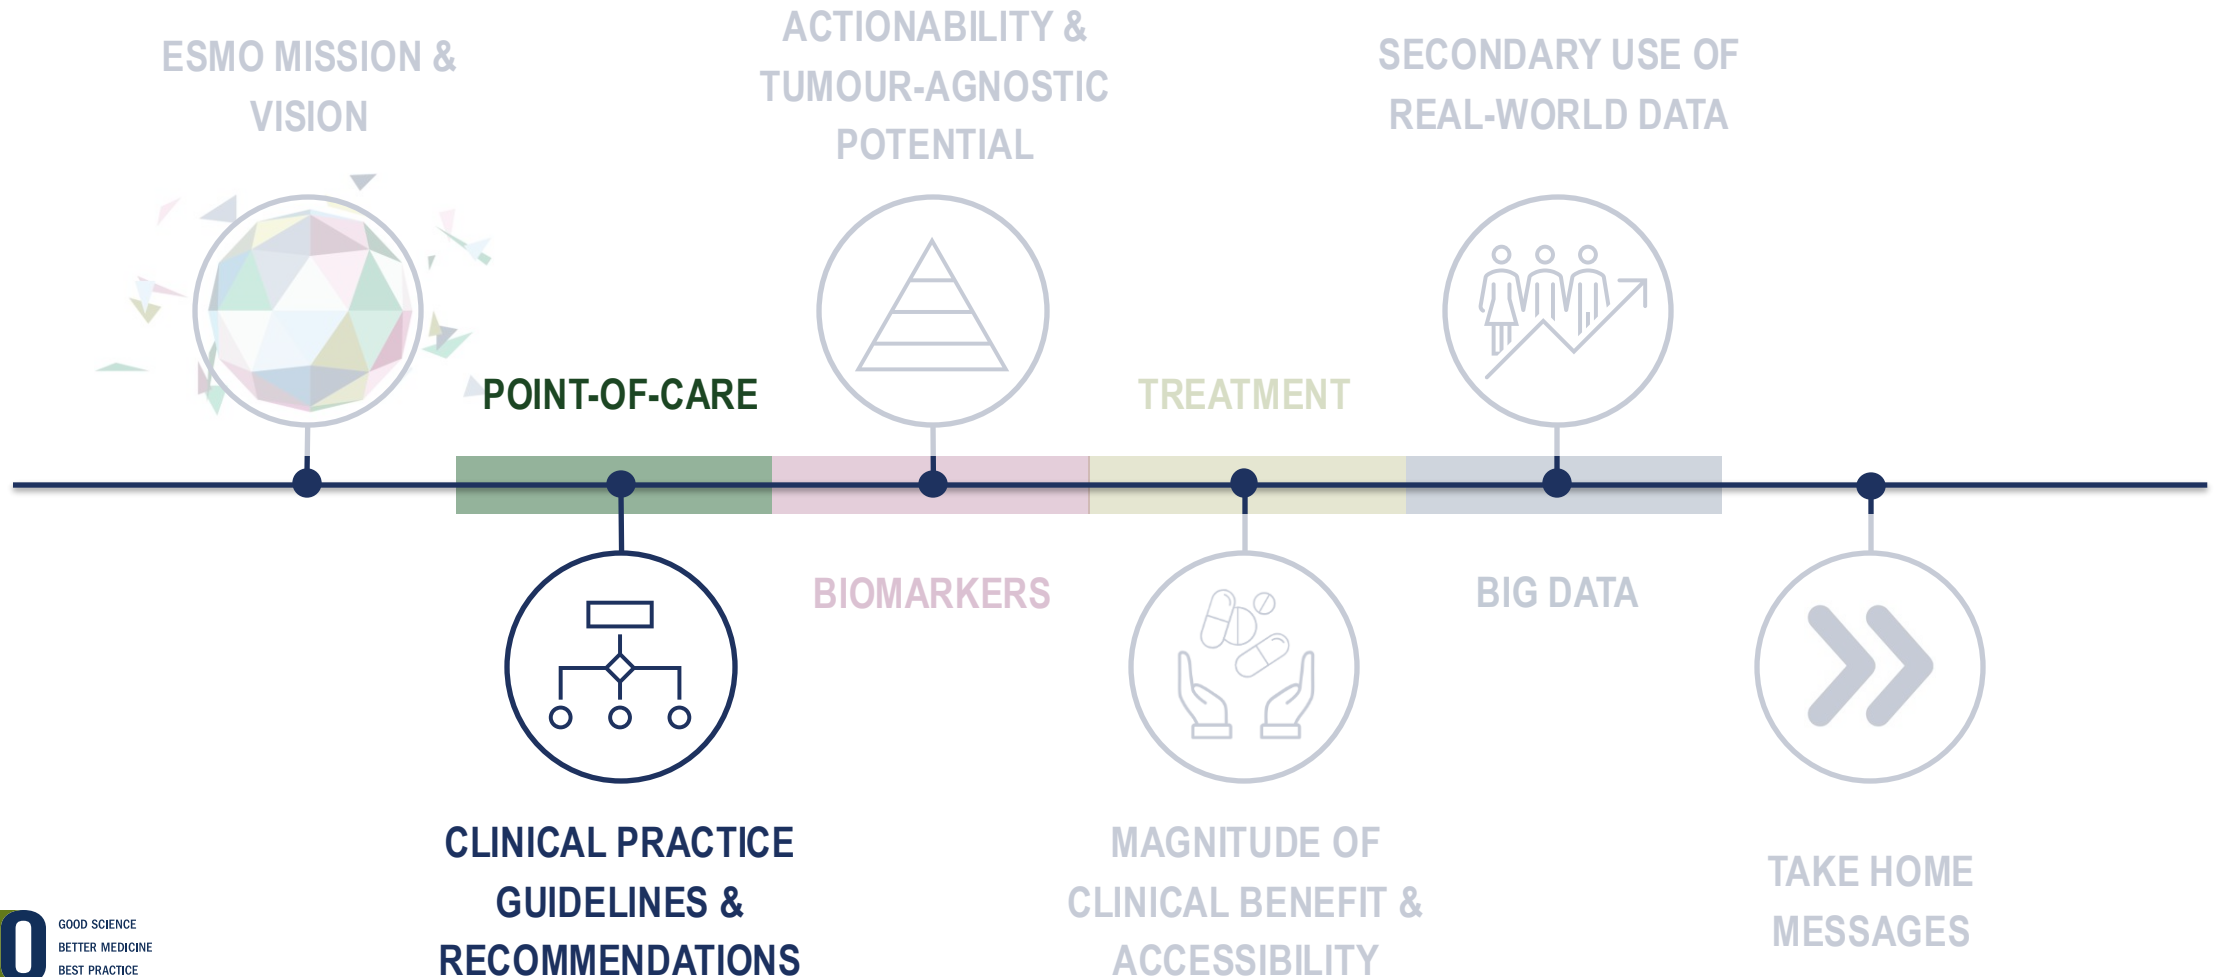 ESMO MISSION &
VISION
ACTIONABILITY &
TUMOUR-AGNOSTIC
POTENTIAL
SECONDARY USE OF
REAL-WORLD DATA
POINT-OF-CARE
TREATMENT
BIOMARKERS
BIG DATA
CLINICAL PRACTICE
GUIDELINES &
RECOMMENDATIONS
MAGNITUDE OF
CLINICAL BENEFIT &
ACCESSIBILITY
TAKE HOME
MESSAGES
O
GOOD SCIENCE
BETTER MEDICINE
BEST PRACTICE